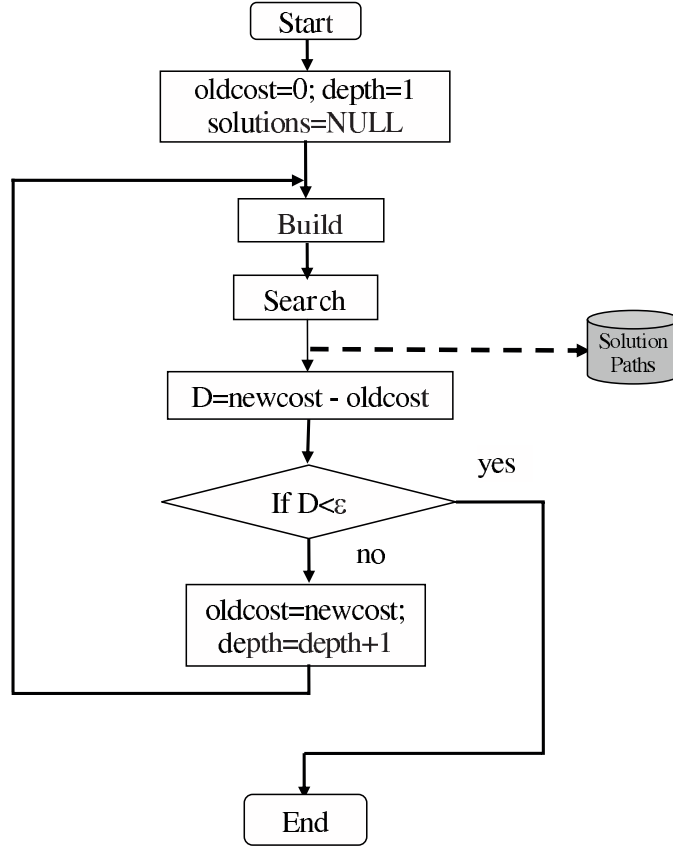 Start
oldcost=0; depth=1
solutions=NULL
Build
Search
Solution
Paths
D=newcost - oldcost
yes
If D<ε
no
oldcost=newcost;
depth=depth+1
End